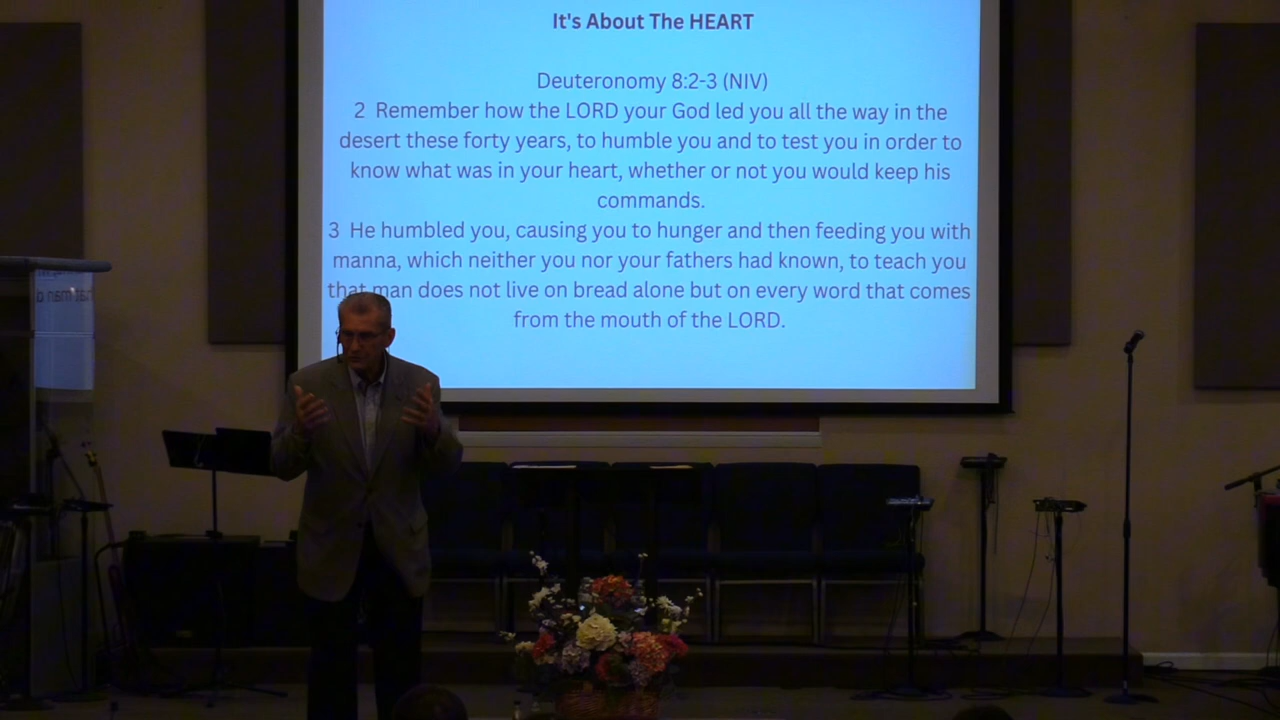 It's About The HEART
Deuteronomy 8:2-3 (NIV)
2 Remember how the LORD your God led you all the way in the
desert these forty years, to humble you and to test you in order to
know what was in your heart, whether or not you would keep his
commands.
3 He humbled you, causing you to hunger and then feeding you with
manna, which neither you nor your fathers had known, to teach you
that man does not live on bread alone but on every word that comes
from the mouth of the LORD.